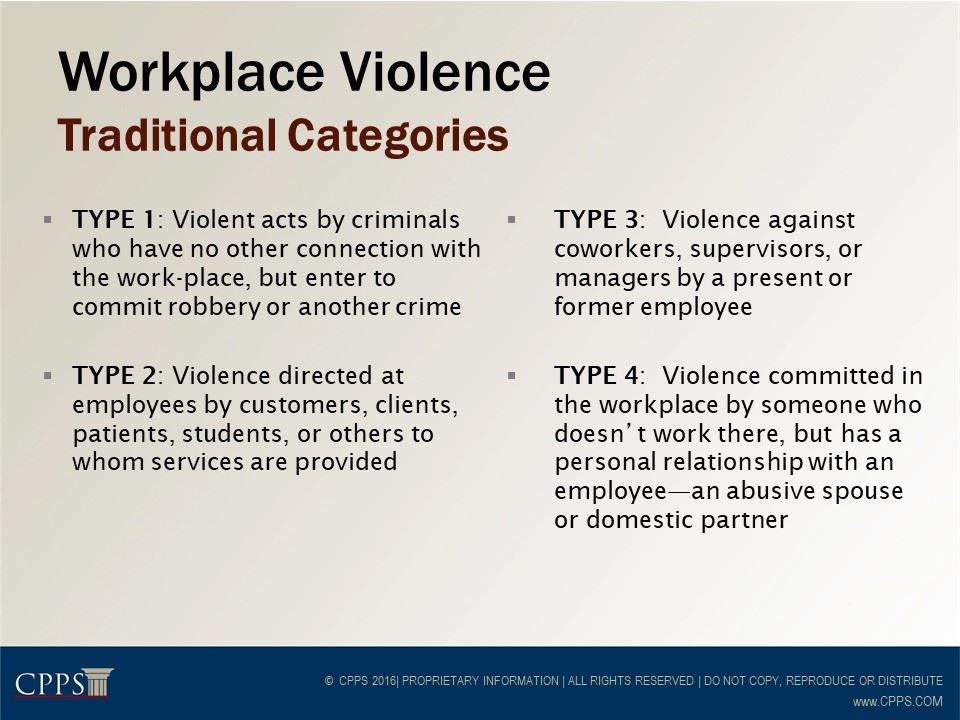 Workplace Violence
Traditional Categories
▪ TYPE 1: Violent acts by criminals
who have no other connection with
the work-place, but enter to
commit robbery or another crime
▪ TYPE 2: Violence directed at
employees by customers, clients,
patients, students, or others to
whom services are provided
▪ TYPE 3: Violence against
coworkers, supervisors, or
managers by a present or
former employee
▪ TYPE 4: Violence committed in
the workplace by someone who
doesn’t work there, but has a
personal relationship with an
employee—an abusive spouse
or domestic partner
CPPS
© CPPS 2016| PROPRIETARY INFORMATION | ALL RIGHTS RESERVED | DO NOT COPY, REPRODUCE OR DISTRIBUTE
www.CPPS.COM